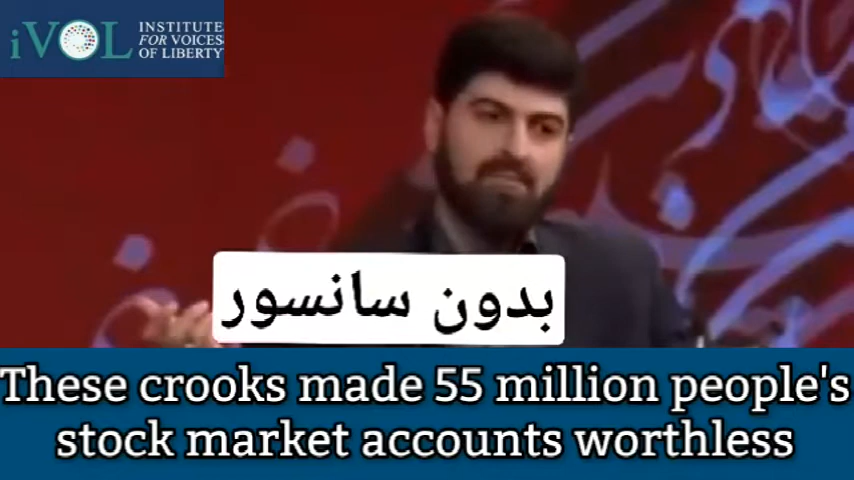 iVOL
INSTITUTE
FOR VOICES
OF LIBERTY
بدون سانسور
These crooks made 55 million people's
stock market accounts worthless